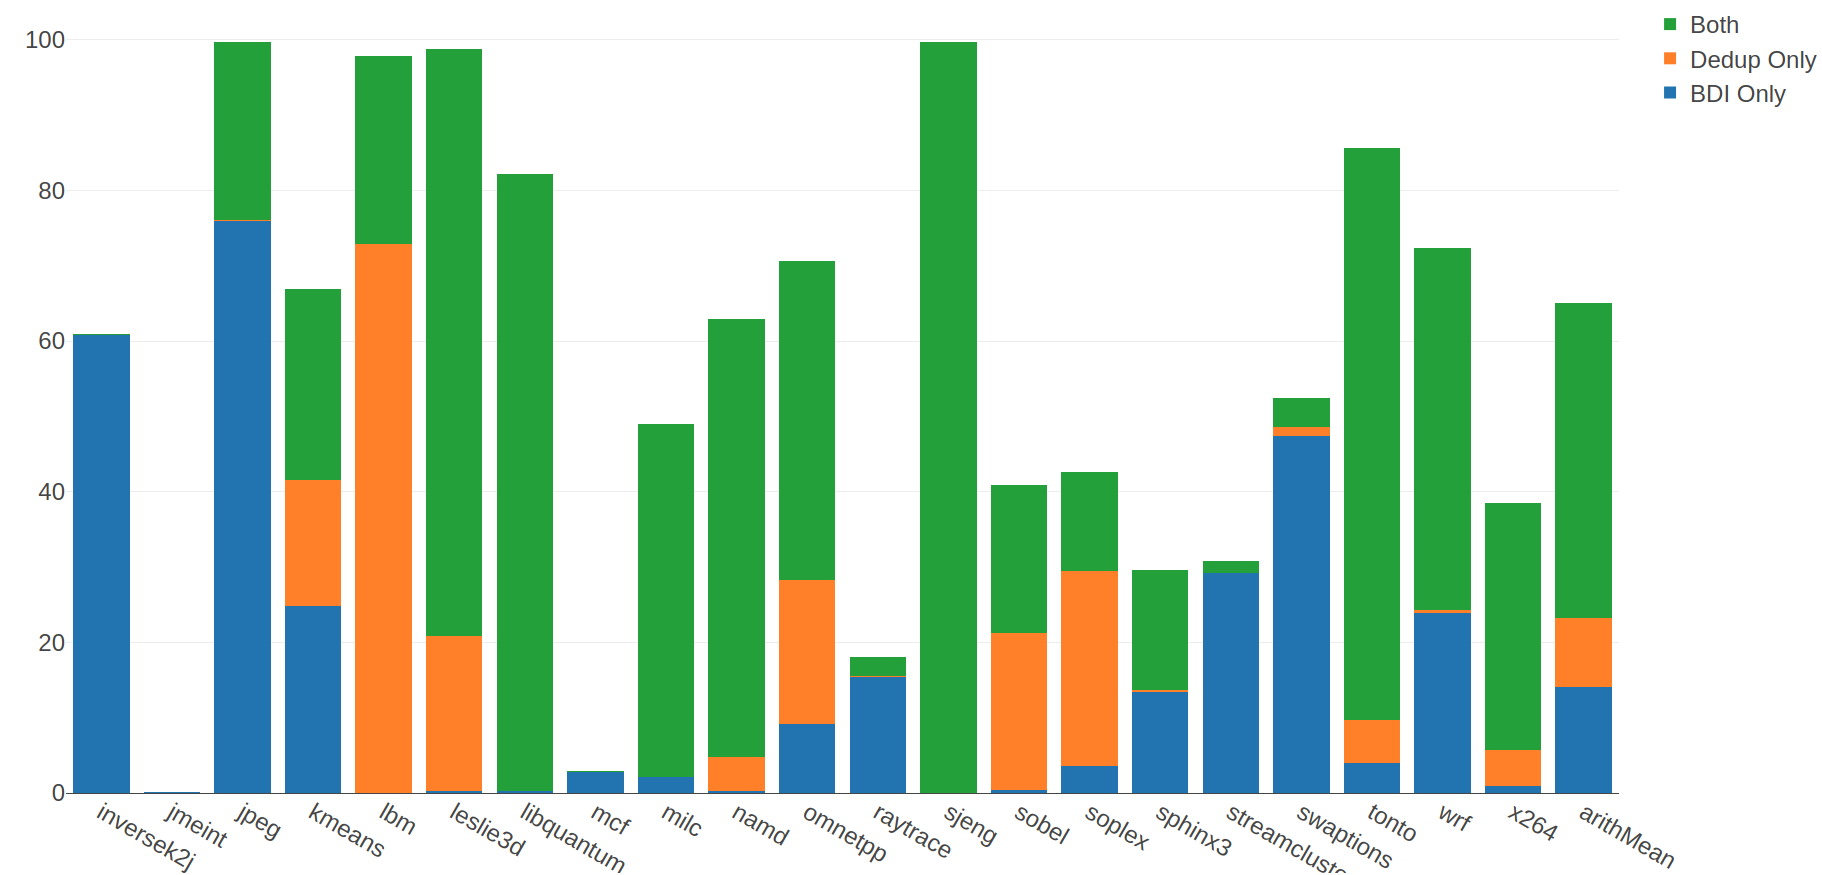 100
80
60
40
20
0
inversek2j
jmeint
jpeg
kmeans
lbm
leslie3d
libquantum
mcf
milc
namd
omnetpp
raytrace
sjeng
sobel
soplex
sphinx3
streamcluste
swaptions
tonto
wrf
x264
arithMean
Both
Dedup Only
BDI Only